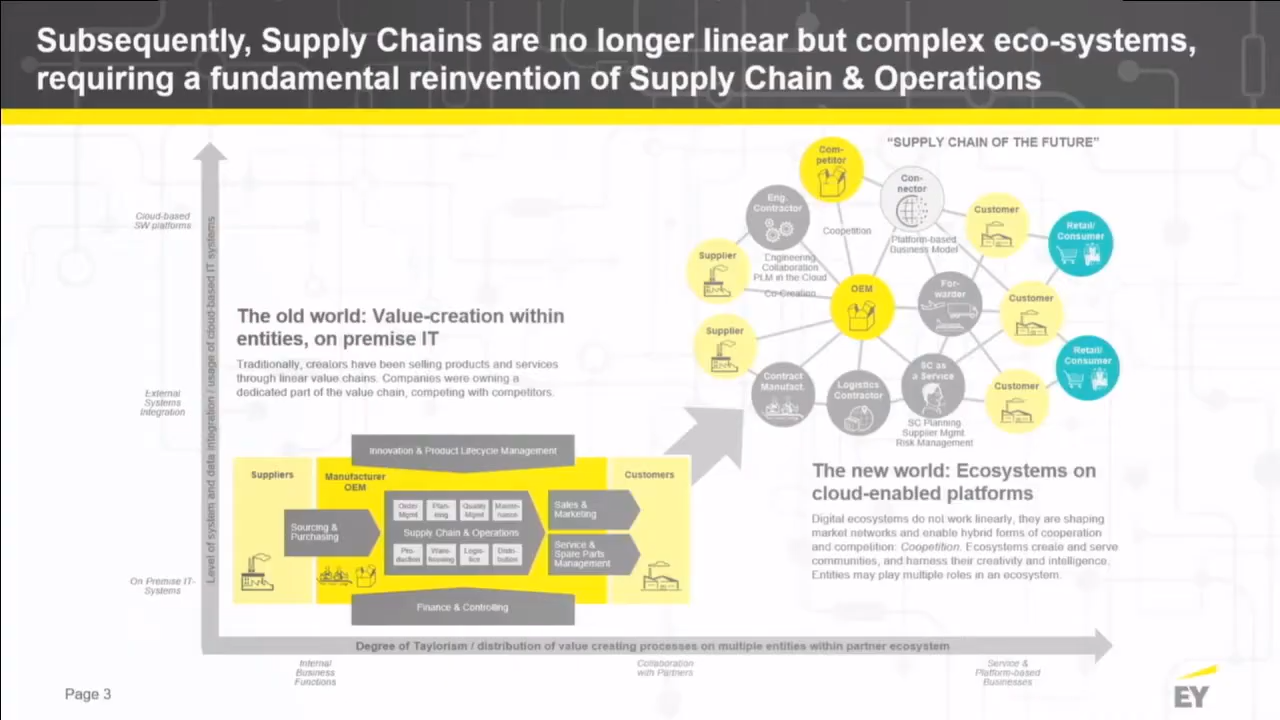 Subsequently, Supply Chains are no longer linear but complex eco-systems,
requiring a fundamental reinvention of Supply Chain & Operations
"SUPPLY CHAIN OF THE FUTURE"
Cloud-based
SW platforms
External
Systems
Integration
On Premise IT-
Systems
Level of system and data integration / usage of cloud-based IT systems
The old world: Value-creation within
entities, on premise IT
Traditionally, creators have been selling products and services
through linear value chains. Companies were owning a
dedicated part of the value chain, competing with competitors.
Innovation & Product Lifecycle Management
Suppliers
Manufacturer
OEM
Customers
Sourcing &
Purchasing
Order
Mgmt
Plan-
ning
Quality
Mgmt
Mainte-
nance
Supply Chain & Operations
Pro-
duction
Ware-
housing
Logis-
tics
Distri-
bution
Sales &
Marketing
Service &
Spare Parts
Management
Finance & Controlling
Com-
petitor
Con-
nector
Eng.
Contractor
Customer
Retail/
Consumer
Coopetition
Platform-based
Business Model
Supplier
Engineering
Collaboration
PLM in the Cloud
Co-Creation
OEM
For-
warder
Customer
Supplier
Retail/
Consumer
Contract
Manufact.
Logistics
Contractor
SC as
a Service
Customer
SC Planning
Supplier Mgmt
Risk Management
The new world: Ecosystems on
cloud-enabled platforms
Digital ecosystems do not work linearly, they are shaping
market networks and enable hybrid forms of cooperation
and competition: Coopetition. Ecosystems create and serve
communities, and harness their creativity and intelligence.
Entities may play multiple roles in an ecosystem.
Degree of Taylorism / distribution of value creating processes on multiple entities within partner ecosystem
Internal
Business
Functions
Collaboration
with Partners
Service &
Platform-based
Businesses
Page 3
EY